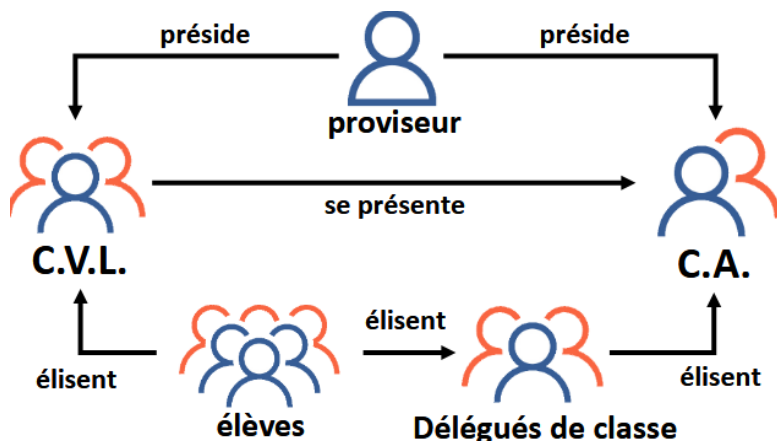 préside
préside
proviseur
se présente
C.V.L.
C.A.
élisent
élisent
élisent
élèves
Délégués de classe